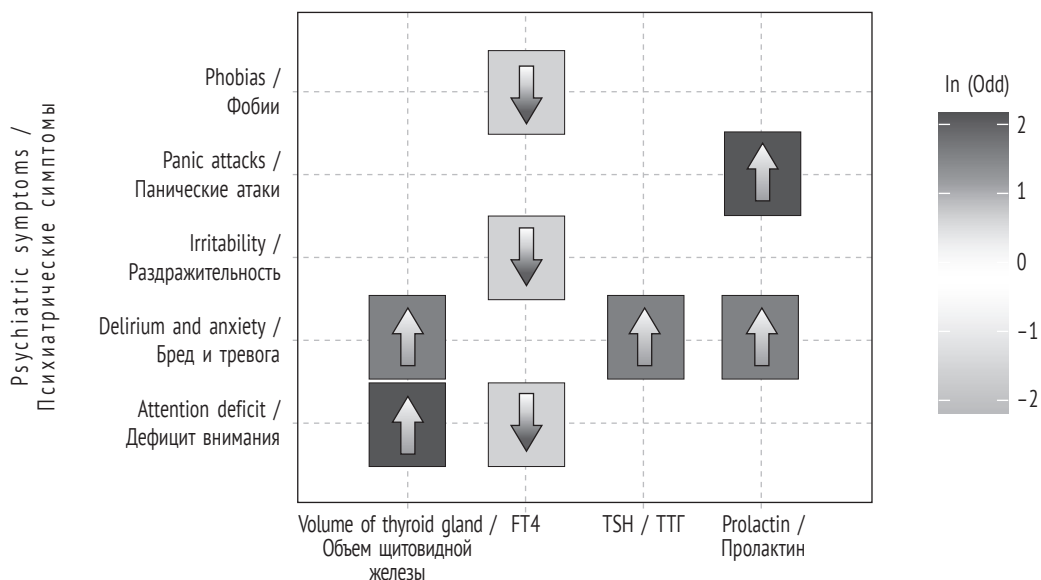 Psychiatric symptoms /
Психиатрические симптомы
Phobias /
Фобии
Panic attacks /
Панические атаки
Irritability /
Раздражительность
Delirium and anxiety /
Бред и тревога
Attention deficit /
Дефицит внимания
Volume of thyroid gland /
Объем щитовидной
железы
FT4
TSH / ТТГ
Prolactin /
Пролактин
In (Odd)
2
1
0
−1
−2